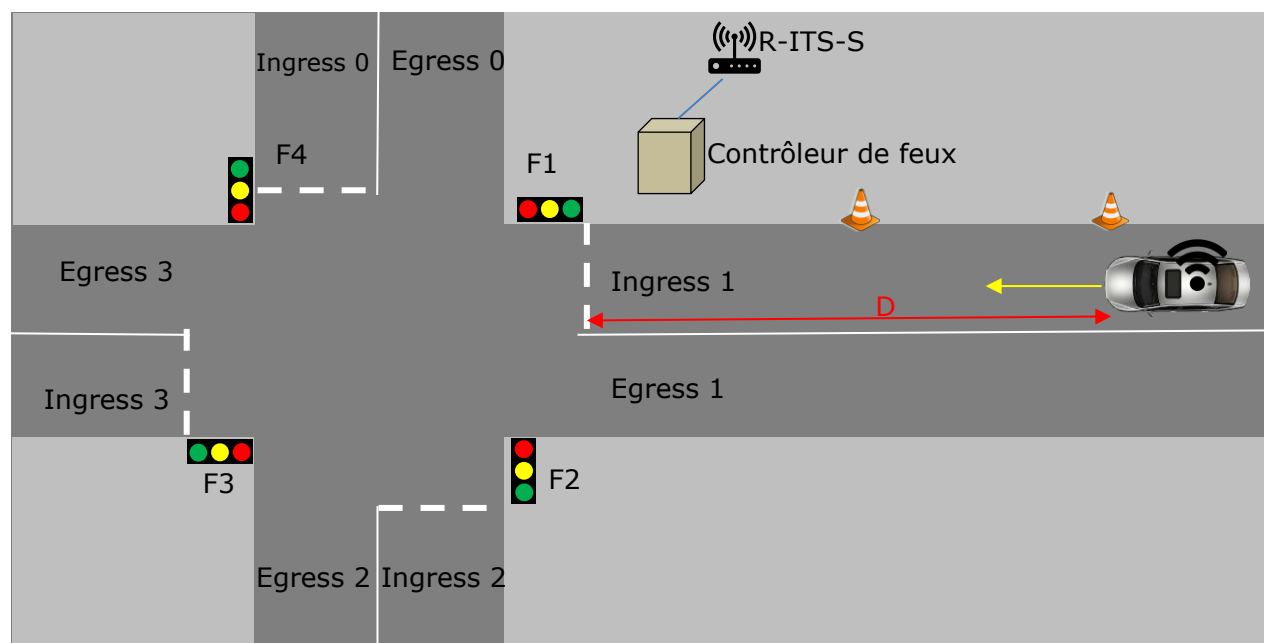 Ingress 0
Egress 0
R-ITS-S
F4
F1
Contrôleur de feux
Egress 3
Ingress 1
D
Ingress 3
Egress 1
F3
F2
Egress 2
Ingress 2